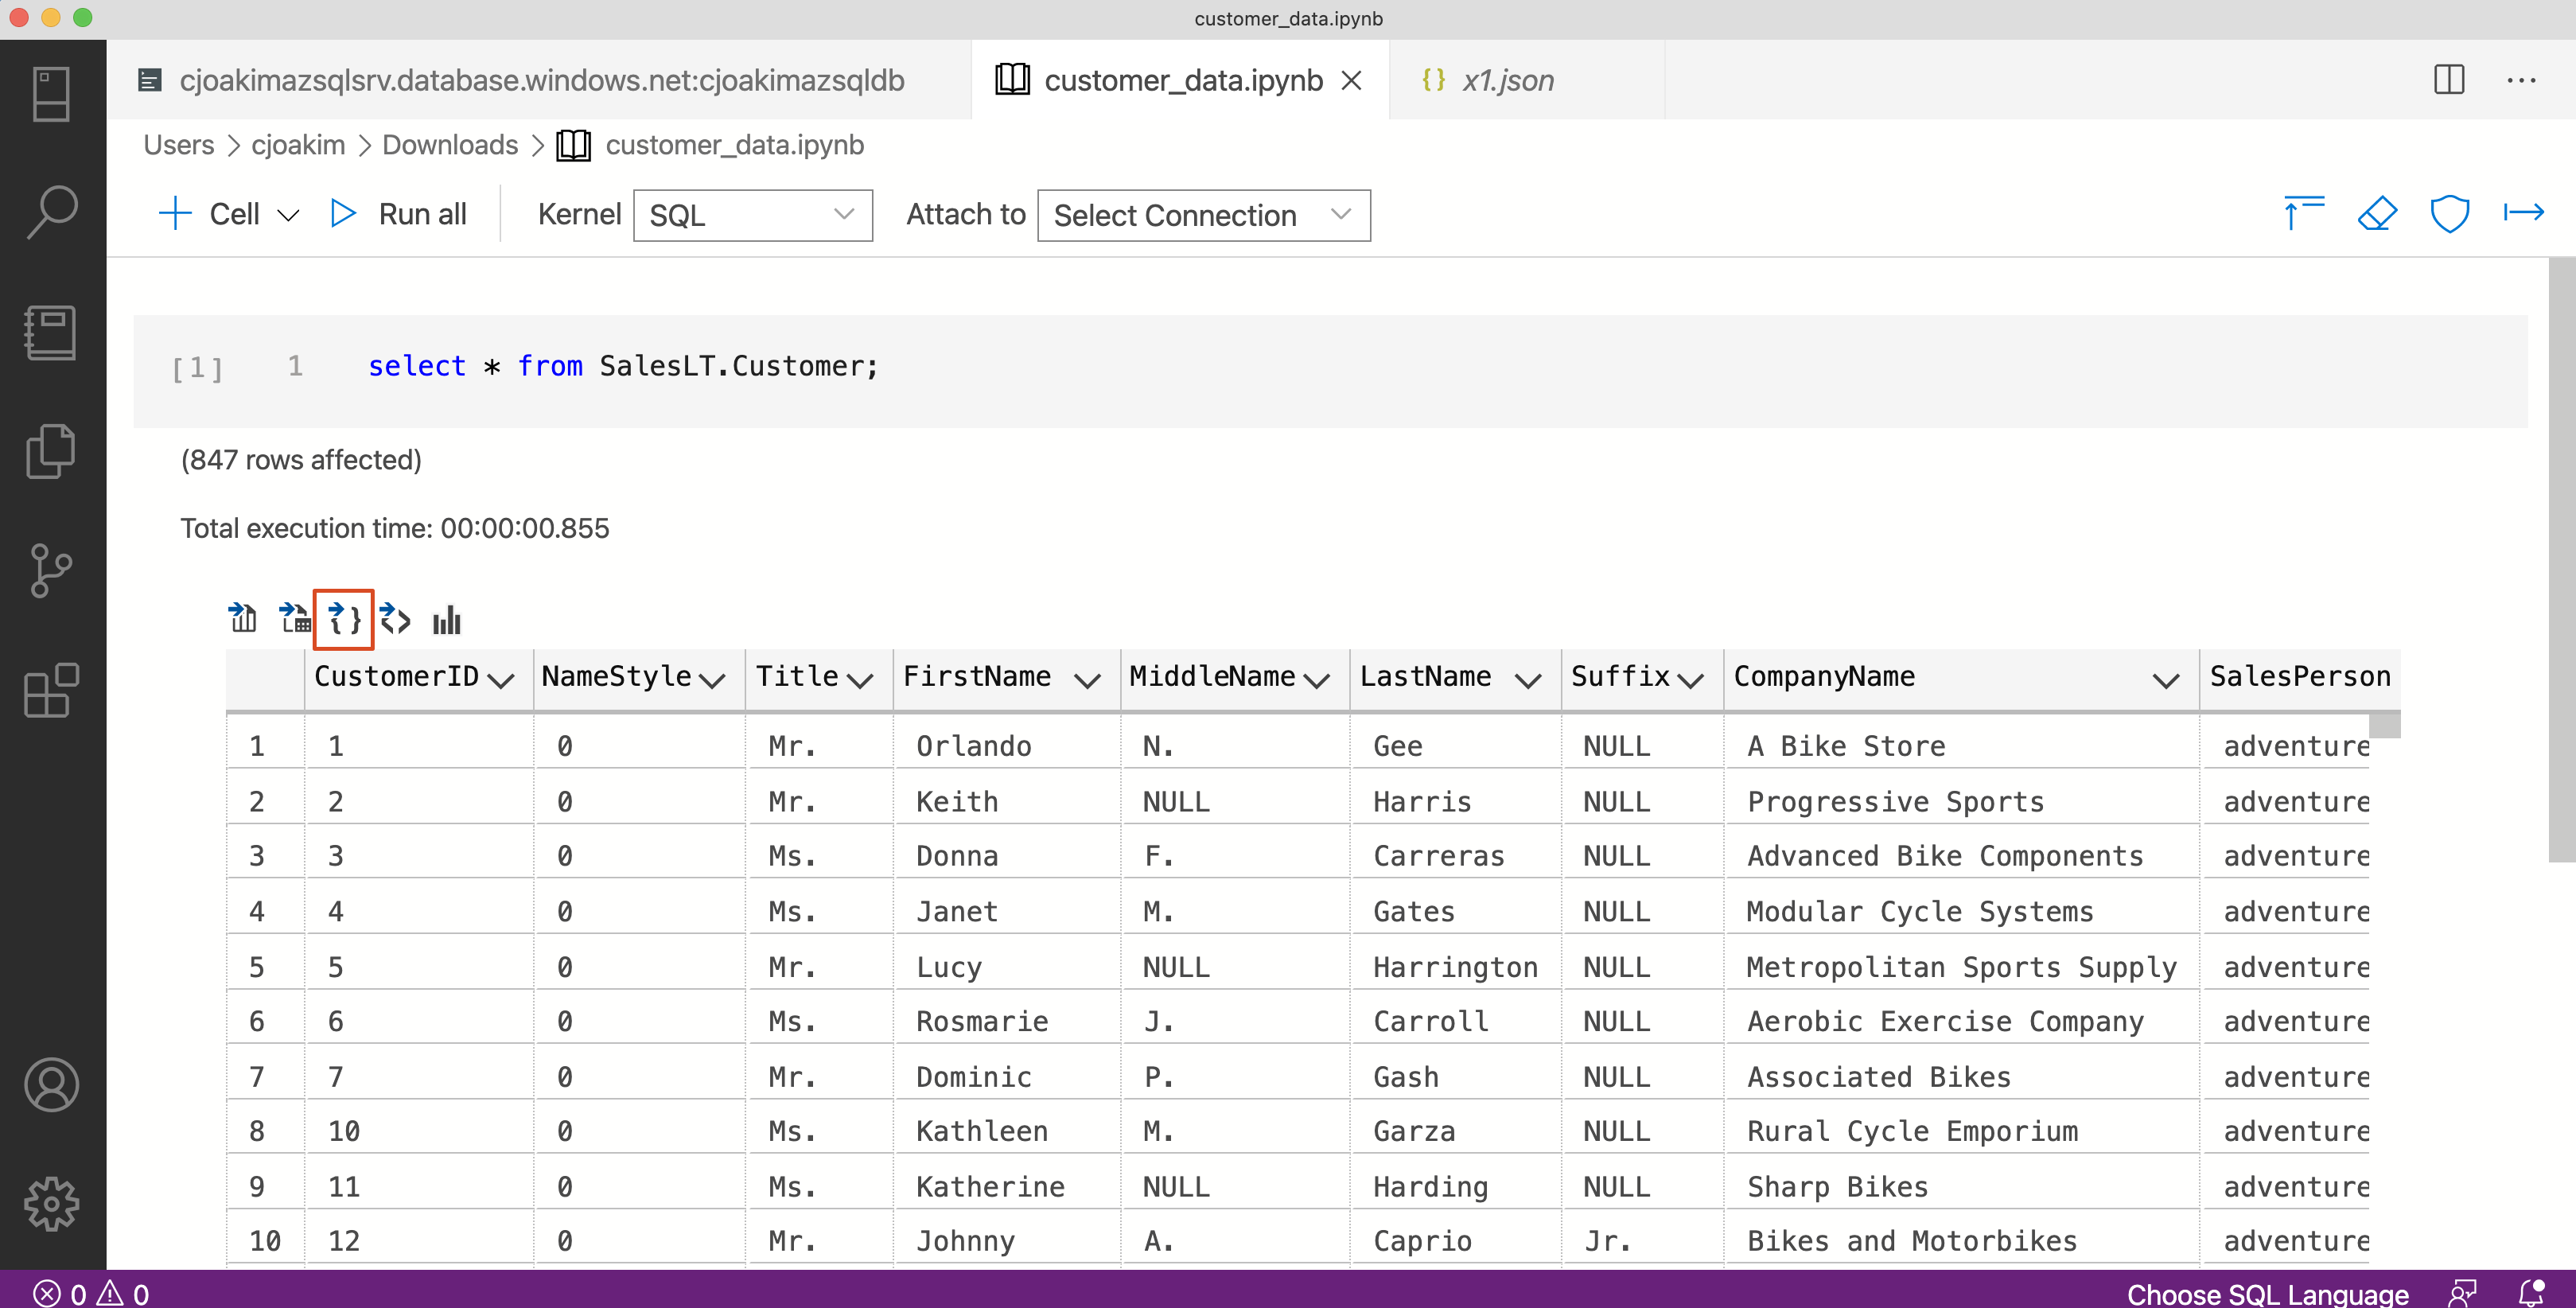 customer_data.ipynb
cjoakimazsqlsrv.database.windows.net:cjoakimazsqldb customer_data.ipynb {} x1.json
Users > cjoakim > Downloads > customer_data.ipynb
Cell Run all Kernel SQL Attach to Select Connection
[1] 1 select * from SalesLT.Customer;
(847 rows affected)
Total execution time: 00:00:00.855
CustomerID NameStyle Title FirstName MiddleName LastName Suffix CompanyName SalesPerson
1 1 0 Mr. Orlando N. Gee NULL A Bike Store adventure
2 2 0 Mr. Keith NULL Harris NULL Progressive Sports adventure
3 3 0 Ms. Donna F. Carreras NULL Advanced Bike Components adventure
4 4 0 Ms. Janet M. Gates NULL Modular Cycle Systems adventure
5 5 0 Mr. Lucy NULL Harrington NULL Metropolitan Sports Supply adventure
6 6 0 Ms. Rosmarie J. Carroll NULL Aerobic Exercise Company adventure
7 7 0 Mr. Dominic P. Gash NULL Associated Bikes adventure
8 10 0 Ms. Kathleen M. Garza NULL Rural Cycle Emporium adventure
9 11 0 Ms. Katherine NULL Harding NULL Sharp Bikes adventure
10 12 0 Mr. Johnny A. Caprio Jr. Bikes and Motorbikes adventure
0 0 Choose SQL Language